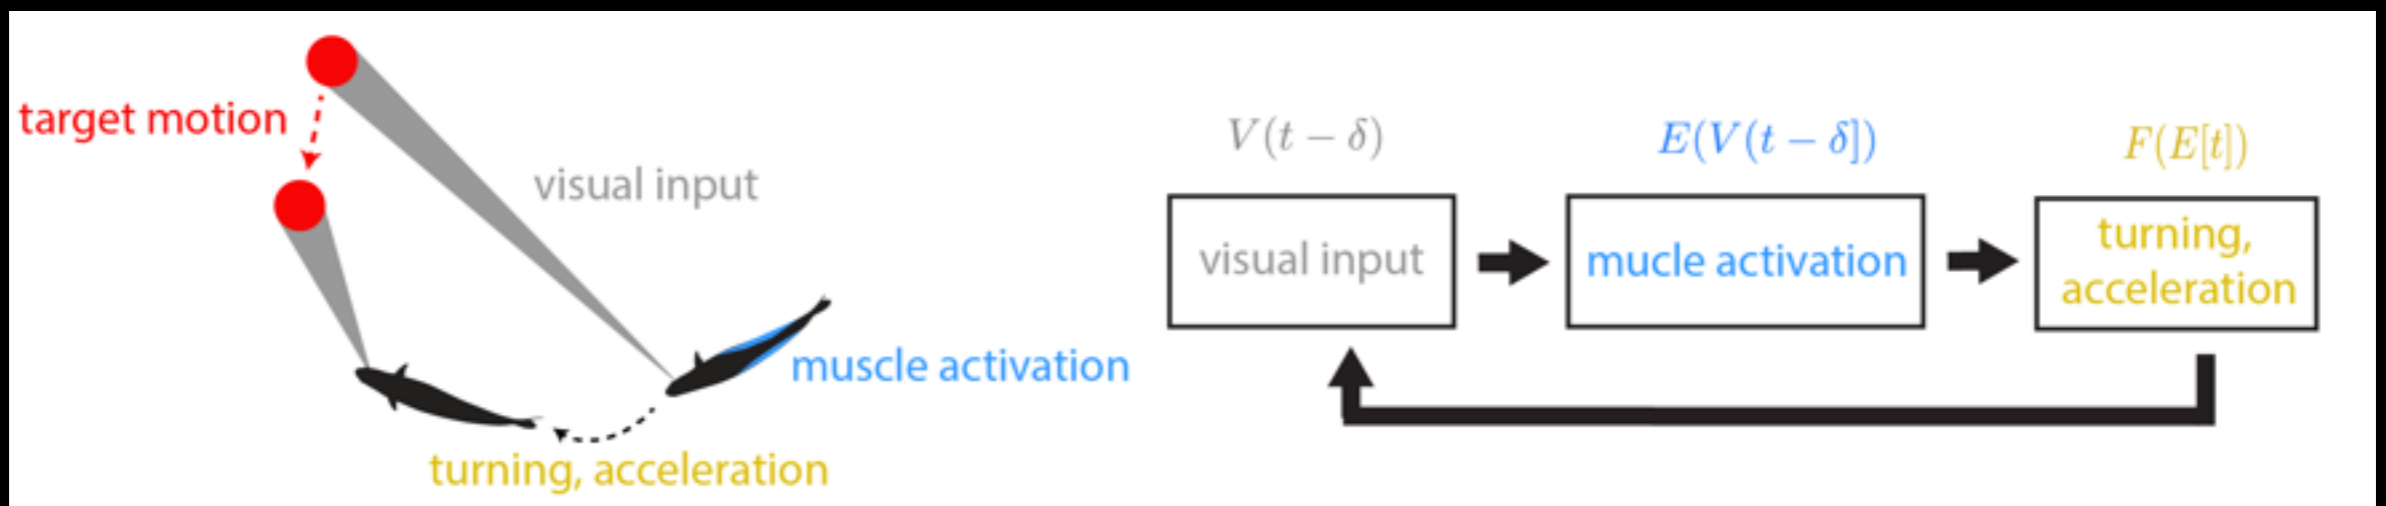 target motion
visual input
muscle activation
turning, acceleration
V(t − δ)
E(V(t − δ])
F(E[t])
visual input
mucle activation
turning,
acceleration